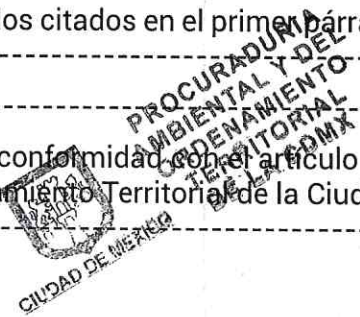 los citados en el primer párra
PROCURADURÍA
AMBIENTAL Y DEL
ORDENAMIENTO
TERRITORIAL
DE LA CDMX
conformidad con el artículo
miento Territorial de la Ciud
CIUDAD DE MÉXICO